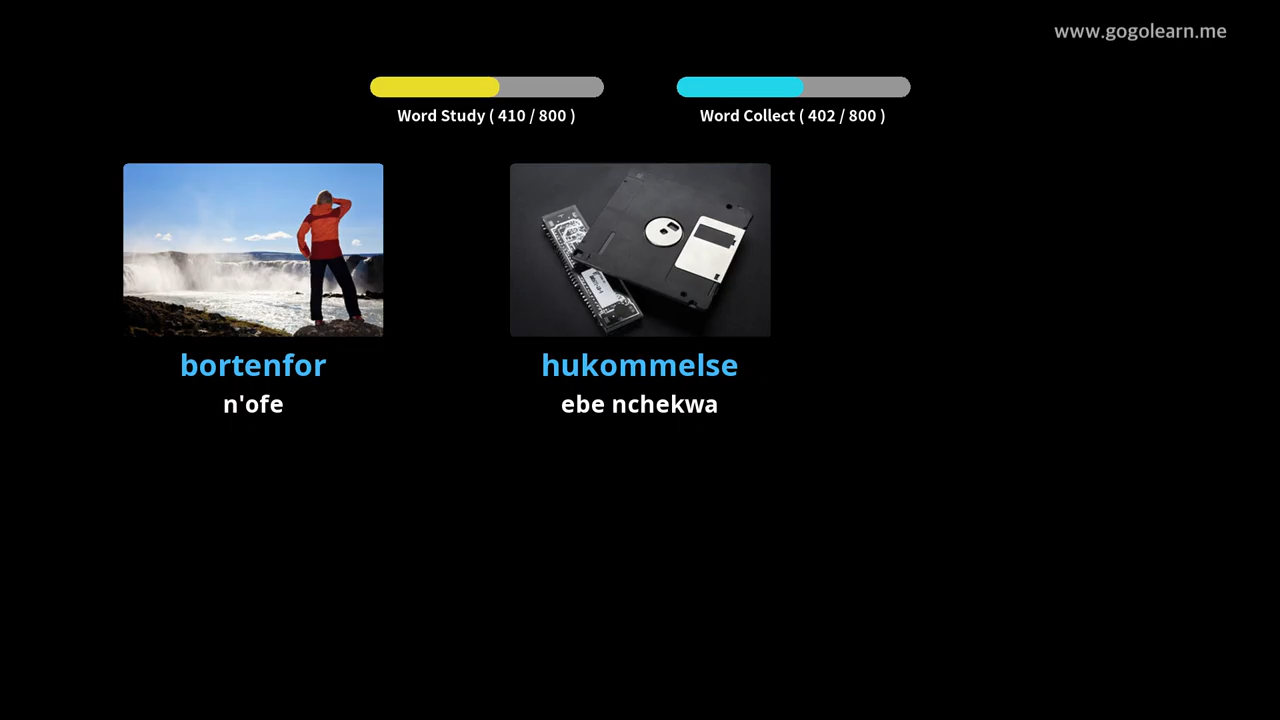 www.gogolearn.me
Word Study ( 410 / 800 )
Word Collect ( 402 / 800 )
bortenfor
n'ofe
hukommelse
ebe nchekwa